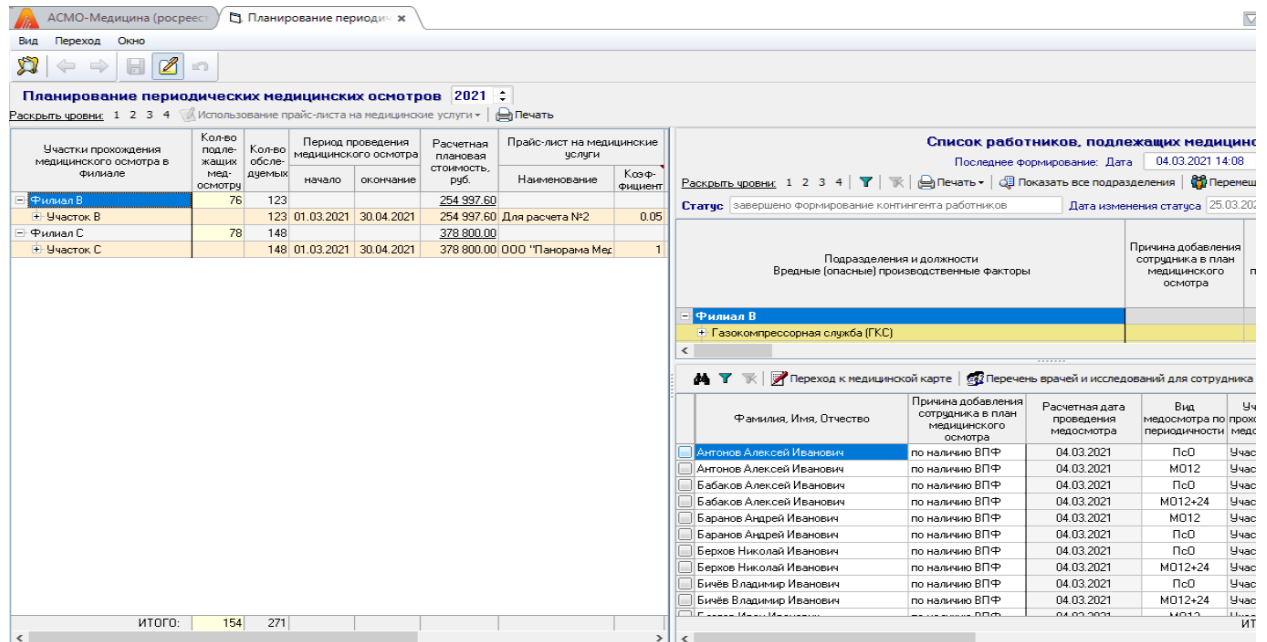 АСМО-Медицина (росреест
Планирование периодич
Вид Переход Окно
Планирование периодических медицинских осмотров 2021
Раскрыть уровни: 1 2 3 4 Использование прайс-листа на медицинские услуги Печать
Участки прохождения медицинского осмотра в филиале
Кол-во подле-жащих мед-осмотру
Кол-во обсле-дуемых
Период проведения медицинского осмотра
начало окончание
Расчетная плановая стоимость, руб.
Прайс-лист на медицинские услуги
Наименование Коэф-фициент
Филиал В 76 123 254 997.60
Участок В 123 01.03.2021 30.04.2021 254 997.60 Для расчета №2 0.05
Филиал С 78 148 378 800.00
Участок С 148 01.03.2021 30.04.2021 378 800.00 ООО "Панорама Мед 1
ИТОГО: 154 271
Список работников, подлежащих медицинс
Последнее формирование: Дата 04.03.2021 14:08
Раскрыть уровни: 1 2 3 4 Печать Показать все подразделения Перемещ
Статус завершено формирование контингента работников Дата изменения статуса 25.03.202
Подразделения и должности
Вредные (опасные) производственные факторы
Причина добавления сотрудника в план медицинского осмотра
Филиал В
Газокомпрессорная служба (ГКС)
Переход к медицинской карте Перечень врачей и исследований для сотрудника
Фамилия, Имя, Отчество
Причина добавления сотрудника в план медицинского осмотра
Расчетная дата проведения медосмотра
Вид медосмотра по периодичности
Антонов Алексей Иванович по наличию ВПФ 04.03.2021 ПсО Учас
Антонов Алексей Иванович по наличию ВПФ 04.03.2021 МО12 Учас
Бабаков Алексей Иванович по наличию ВПФ 04.03.2021 ПсО Учас
Бабаков Алексей Иванович по наличию ВПФ 04.03.2021 МО12+24 Учас
Баранов Андрей Иванович по наличию ВПФ 04.03.2021 МО12 Учас
Баранов Андрей Иванович по наличию ВПФ 04.03.2021 ПсО Учас
Берхов Николай Иванович по наличию ВПФ 04.03.2021 ПсО Учас
Берхов Николай Иванович по наличию ВПФ 04.03.2021 МО12+24 Учас
Бичёв Владимир Иванович по наличию ВПФ 04.03.2021 ПсО Учас
Бичёв Владимир Иванович по наличию ВПФ 04.03.2021 МО12+24 Учас
ИТ